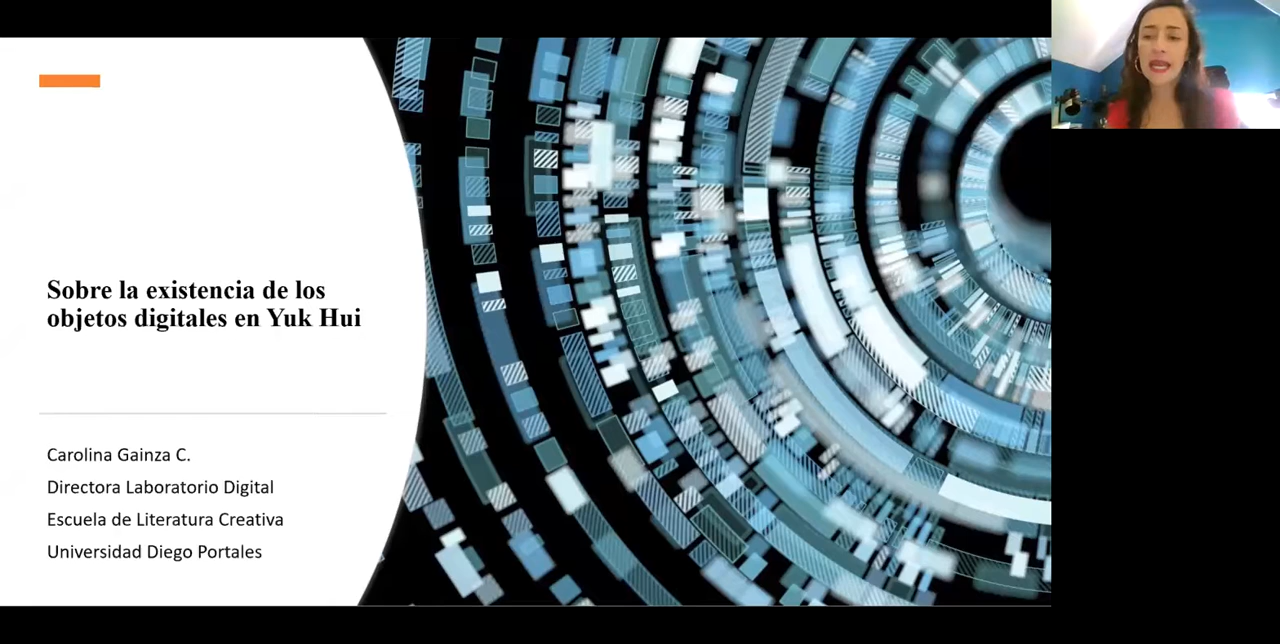 Sobre la existencia de los
objetos digitales en Yuk Hui
Carolina Gainza C.
Directora Laboratorio Digital
Escuela de Literatura Creativa
Universidad Diego Portales